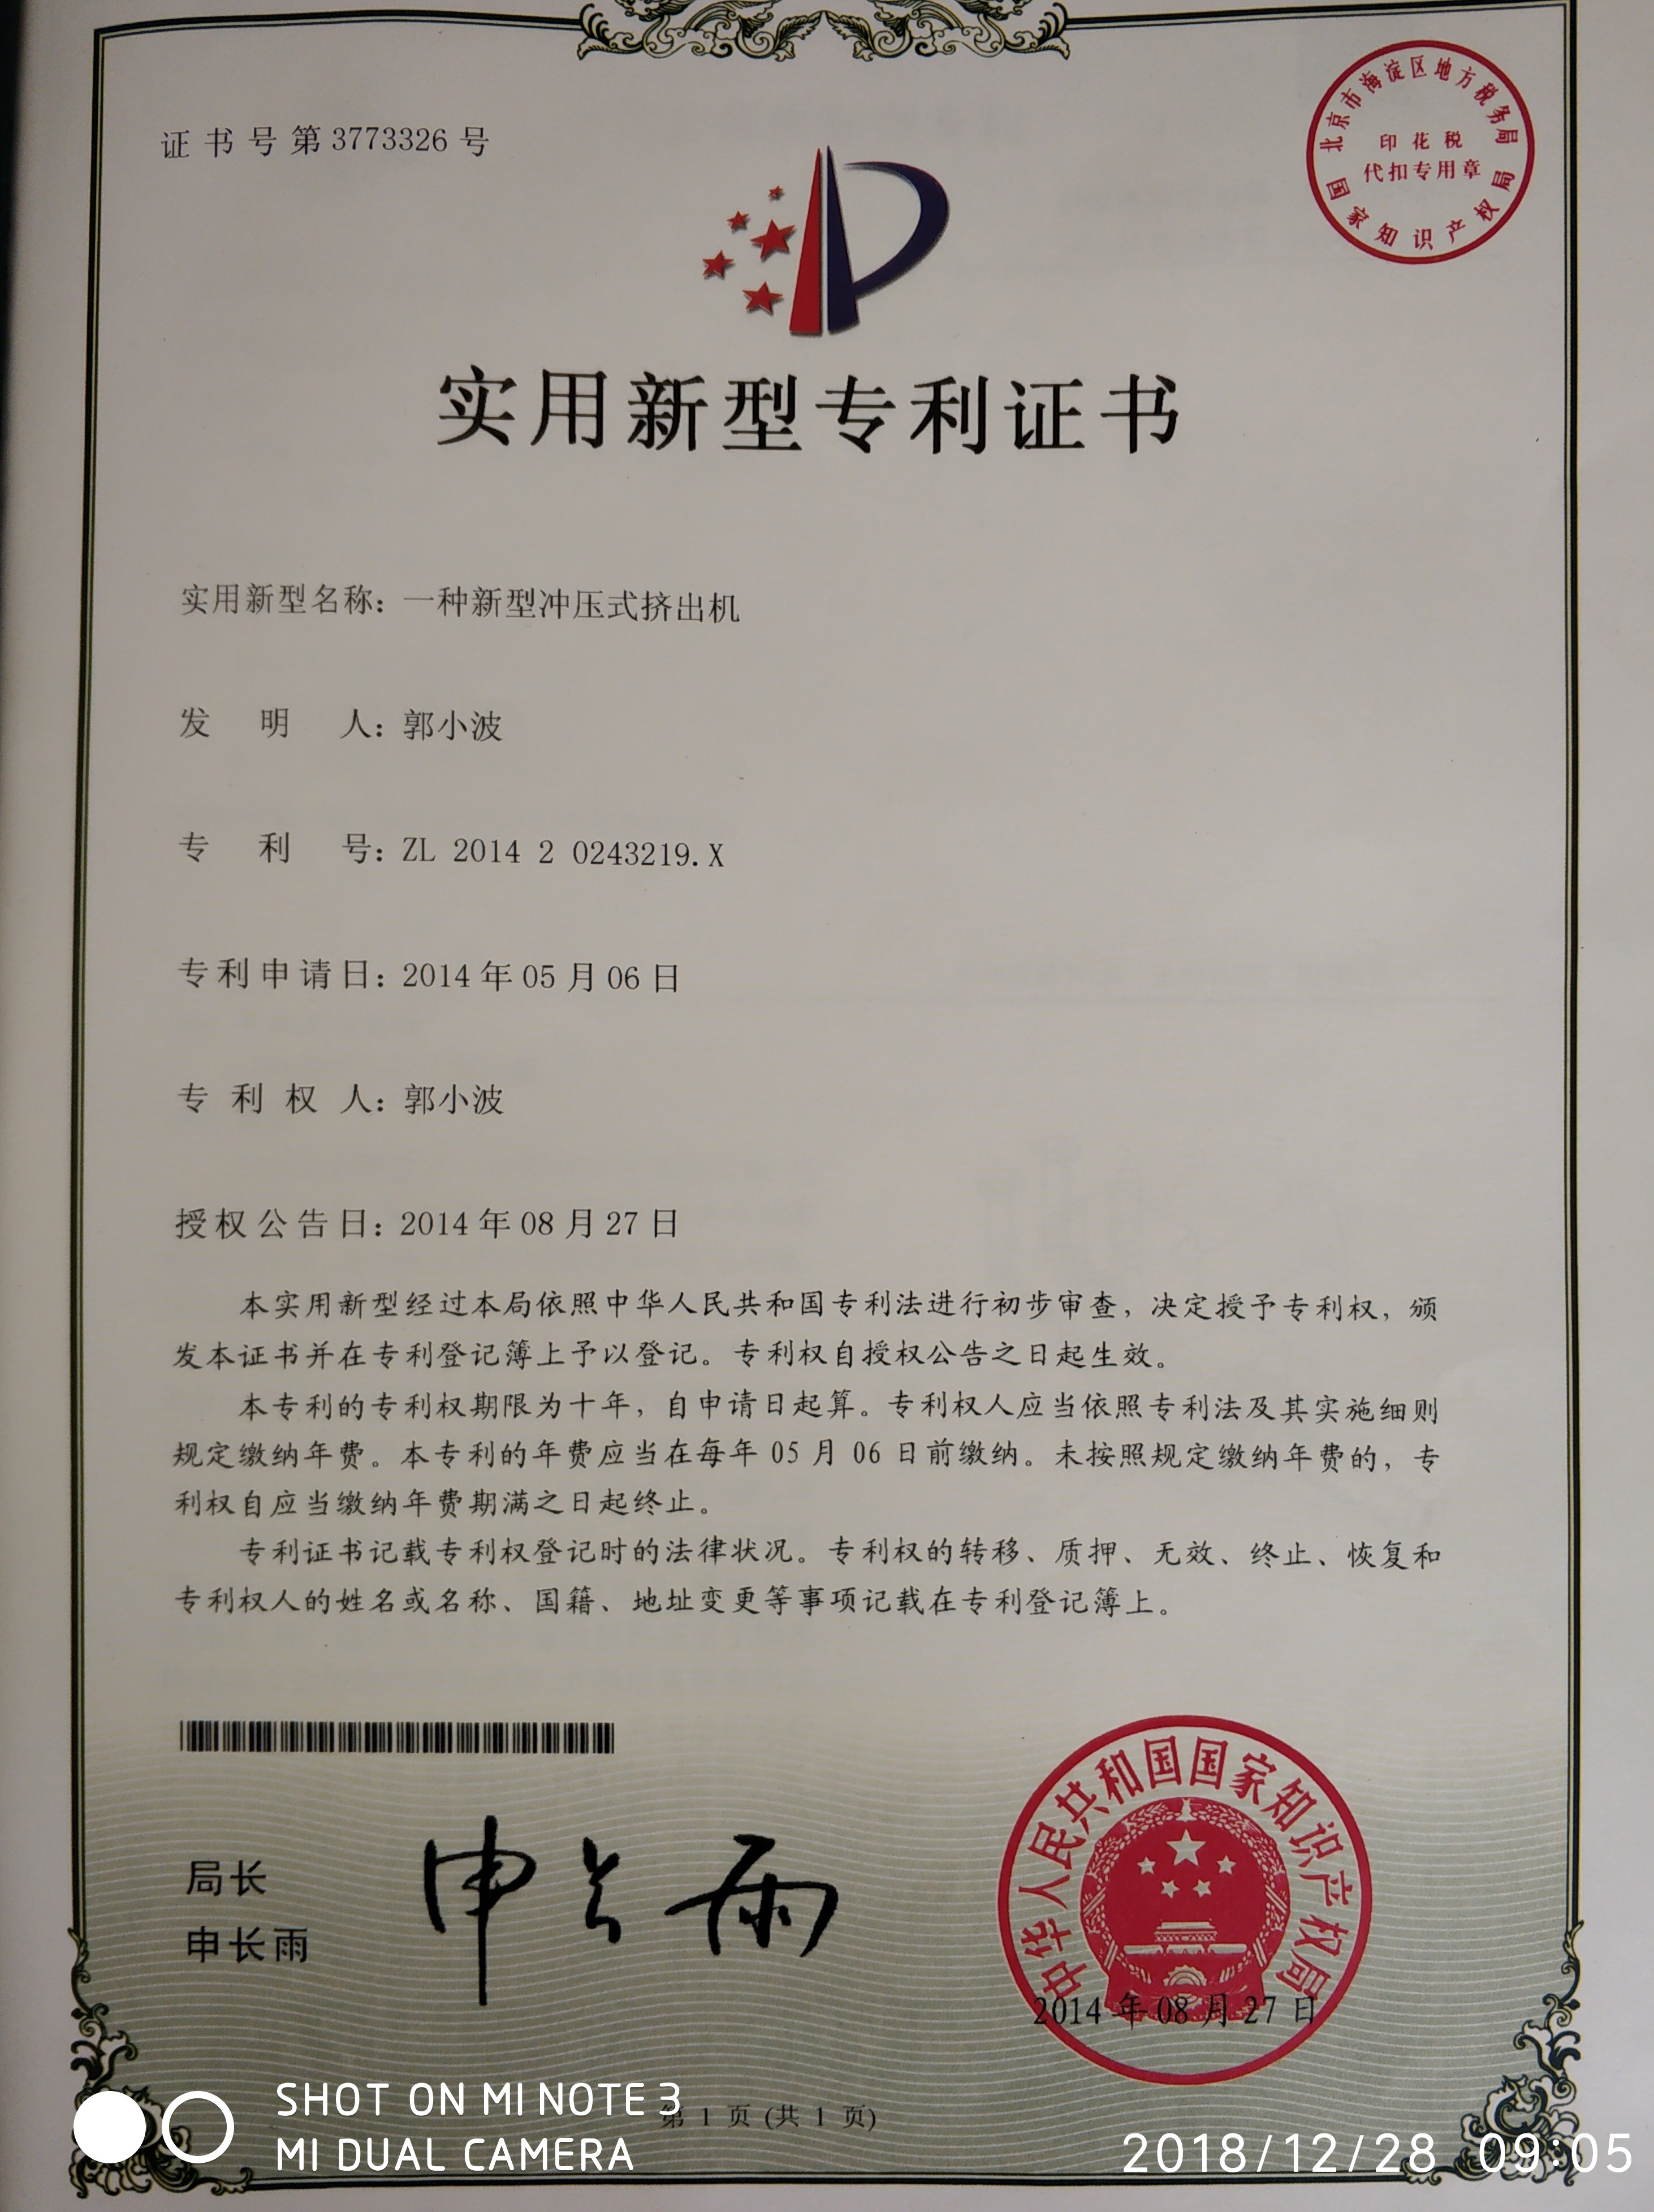 证书号第3773326号
北京市海淀区地方税务局
印花税
代扣专用章
国家知识产权局
实用新型专利证书
实用新型名称：一种新型冲压式挤出机
发明人：郭小波
专利号：ZL 2014 2 0243219.X
专利申请日：2014年05月06日
专利权人：郭小波
授权公告日：2014年08月27日
本实用新型经过本局依照中华人民共和国专利法进行初步审查，决定授予专利权，颁
发本证书并在专利登记簿上予以登记。专利权自授权公告之日起生效。
本专利的专利权期限为十年，自申请日起算。专利权人应当依照专利法及其实施细则
规定缴纳年费。本专利的年费应当在每年05月06日前缴纳。未按照规定缴纳年费的，专
利权自应当缴纳年费期满之日起终止。
专利证书记载专利权登记时的法律状况。专利权的转移、质押、无效、终止、恢复和
专利权人的姓名或名称、国籍、地址变更等事项记载在专利登记簿上。
局长
申长雨
申长雨
中华人民共和国国家知识产权局
2014年08月27日
第1页(共1页)
SHOT ON MI NOTE 3
MI DUAL CAMERA
2018/12/28 09:05